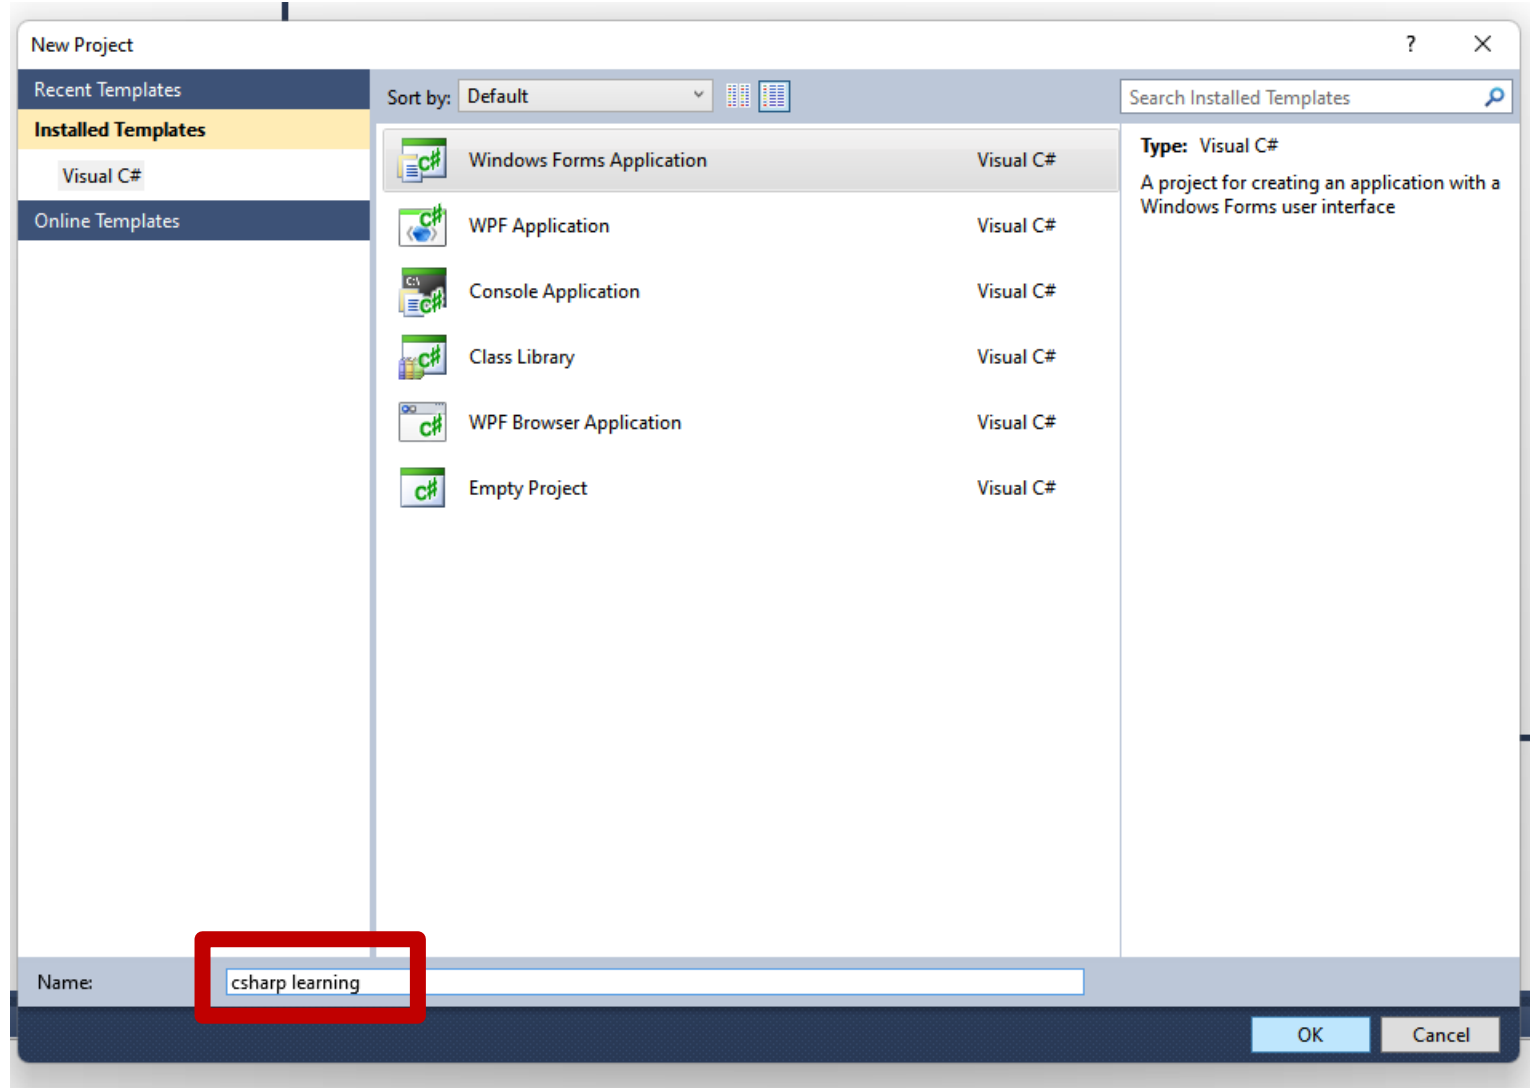 New Project
?
Recent Templates
Installed Templates
Visual C#
Online Templates
Sort by: Default
Search Installed Templates
Windows Forms Application Visual C#
WPF Application Visual C#
Console Application Visual C#
Class Library Visual C#
WPF Browser Application Visual C#
Empty Project Visual C#
Type: Visual C#
A project for creating an application with a
Windows Forms user interface
Name: csharp learning
OK Cancel